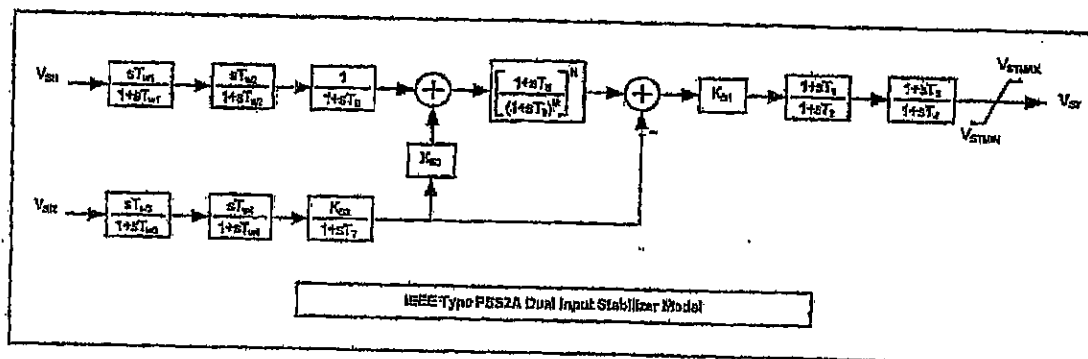 V_SI1
sT_w1
1+sT_w1
sT_w2
1+sT_w2
1
1+sT_6
+
[ 1+sT_8 / (1+sT_9)^M ]^N
+
K_S1
1+sT_1
1+sT_2
1+sT_3
1+sT_4
V_STMAX
V_STMIN
V_ST
K_S3
-
V_SI2
sT_w3
1+sT_w3
sT_w4
1+sT_w4
K_S2
1+sT_7
IEEE Type PSS2A Dual Input Stabilizer Model